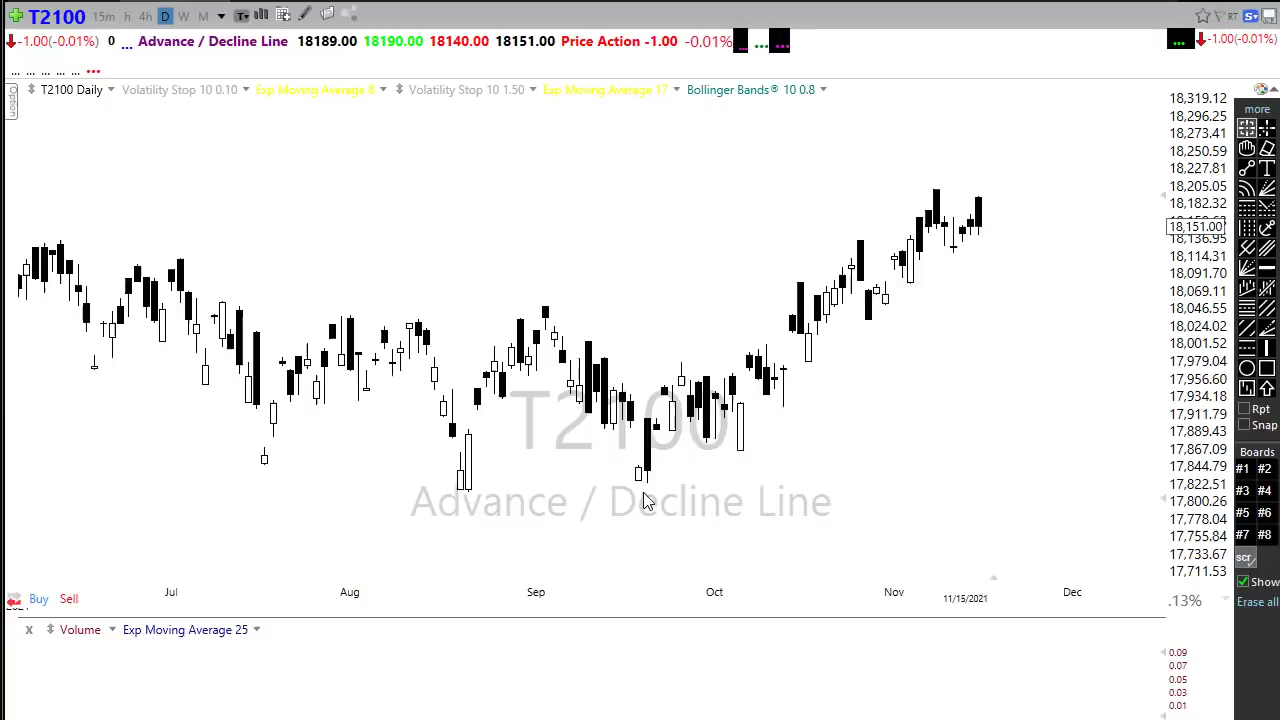 T2100 15m h 4h D W M T RT S
-1.00(-0.01%) 0 ... Advance / Decline Line 18189.00 18190.00 18140.00 18151.00 Price Action -1.00 -0.01% ... ... ... ... -1.00(-0.01%)
... ... ... ... ... ...
Option
T2100 Daily Volatility Stop 10 0.10 Exp Moving Average 8 Volatility Stop 10 1.50 Exp Moving Average 17 Bollinger Bands® 10 0.8
18,319.12
18,296.25
18,273.41
18,250.59
18,227.81
18,205.05
18,182.32
18,151.00
18,136.95
18,114.31
18,091.70
18,069.11
18,046.55
18,024.02
18,001.52
17,979.04
17,956.60
17,934.18
17,911.79
17,889.43
17,867.09
17,844.79
17,822.51
17,800.26
17,778.04
17,755.84
17,733.67
17,711.53
more
T
Rpt
Snap
Boards
#1 #2
#3 #4
#5 #6
#7 #8
scr
Show
Erase all
T2100
Advance / Decline Line
Jul Aug Sep Oct Nov 11/15/2021 Dec
Buy Sell
.13%
X Volume Exp Moving Average 25
0.09
0.07
0.05
0.03
0.01